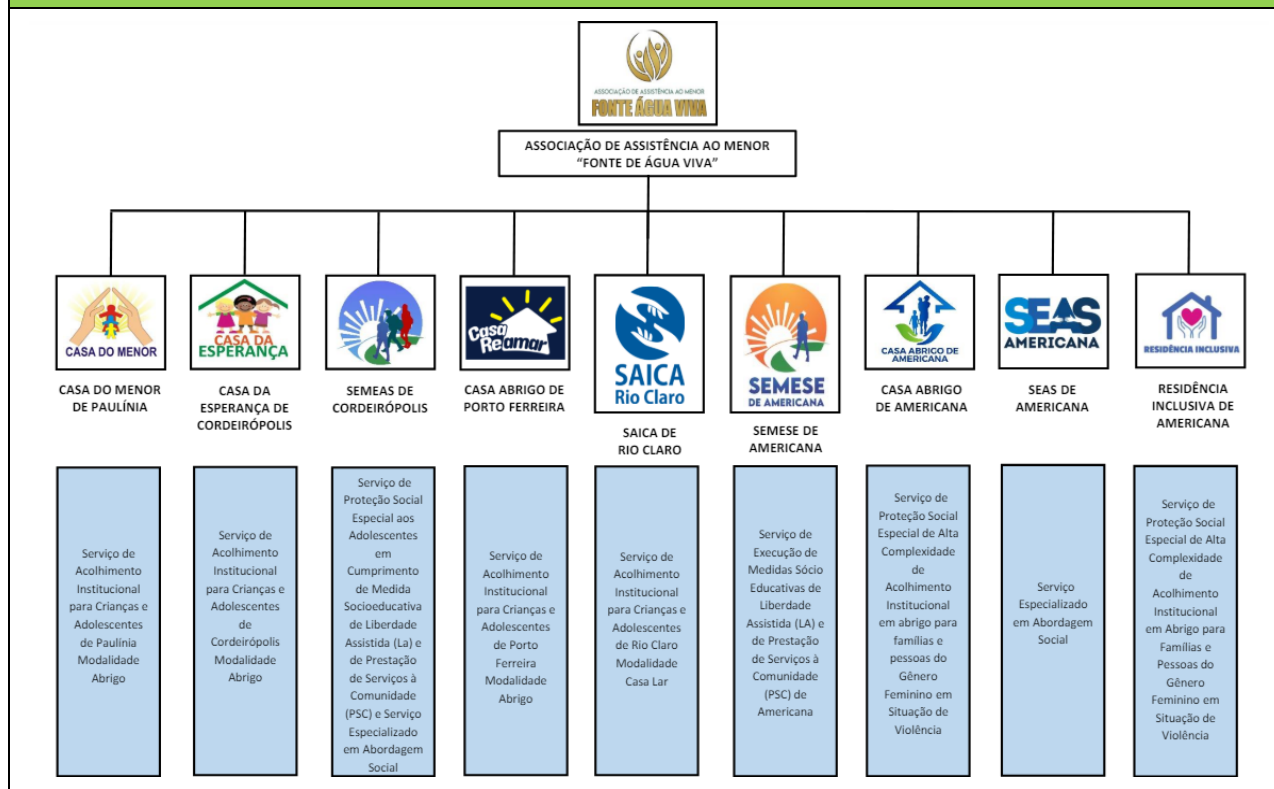 ASSOCIAÇÃO DE ASSISTÊNCIA AO MENOR
FONTE ÁGUA VIVA
ASSOCIAÇÃO DE ASSISTÊNCIA AO MENOR
“FONTE DE ÁGUA VIVA”
CASA DO MENOR
CASA DO MENOR
DE PAULÍNIA
CASA DA
ESPERANÇA
CASA DA
ESPERANÇA DE
CORDEIRÓPOLIS
SEMEAS DE
CORDEIRÓPOLIS
Casa
Reamar
CASA ABRIGO DE
PORTO FERREIRA
SAICA
Rio Claro
SAICA DE
RIO CLARO
SEMESE
DE AMERICANA
SEMESE DE
AMERICANA
CASA ABRIGO DE
AMERICANA
CASA ABRIGO
DE AMERICANA
SEAS
AMERICANA
SEAS DE
AMERICANA
RESIDÊNCIA INCLUSIVA
RESIDÊNCIA
INCLUSIVA DE
AMERICANA
Serviço de
Acolhimento
Institucional
para Crianças e
Adolescentes
de Paulínia
Modalidade
Abrigo
Serviço de
Acolhimento
Institucional
para Crianças e
Adolescentes
de
Cordeirópolis
Modalidade
Abrigo
Serviço de
Proteção Social
Especial aos
Adolescentes
em
Cumprimento
de Medida
Socioeducativa
de Liberdade
Assistida (La) e
de Prestação
de Serviços à
Comunidade
(PSC) e Serviço
Especializado
em Abordagem
Social
Serviço de
Acolhimento
Institucional
para Crianças e
Adolescentes
de Porto
Ferreira
Modalidade
Abrigo
Serviço de
Acolhimento
Institucional
para Crianças e
Adolescentes
de Rio Claro
Modalidade
Casa Lar
Serviço de
Execução de
Medidas Sócio
Educativas de
Liberdade
Assistida (LA) e
de Prestação
de Serviços à
Comunidade
(PSC) de
Americana
Serviço de
Proteção Social
Especial de Alta
Complexidade
de
Acolhimento
Institucional
em abrigo para
famílias e
pessoas do
Gênero
Feminino em
Situação de
Violência
Serviço
Especializado
em Abordagem
Social
Serviço de
Proteção Social
Especial de Alta
Complexidade
de
Acolhimento
Institucional
em Abrigo para
Famílias e
Pessoas do
Gênero
Feminino em
Situação de
Violência